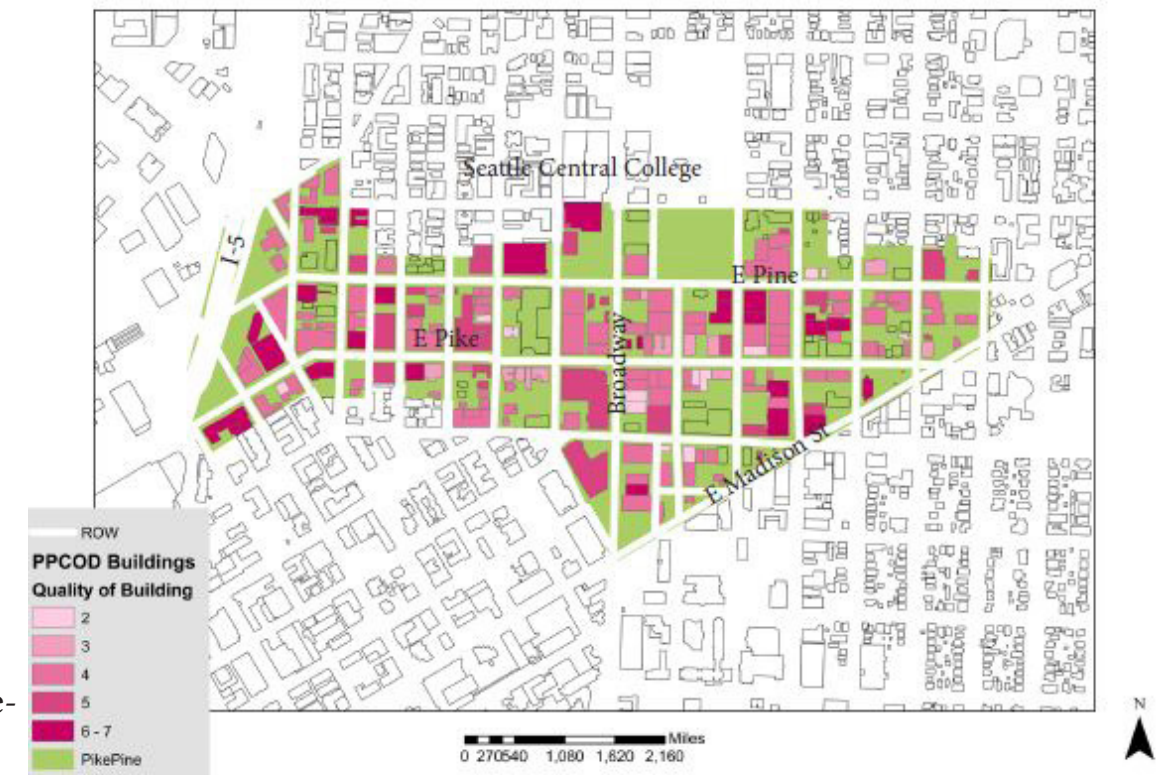 Seattle Central College
I-5
E Pine
E Pike
Broadway
E Madison St
ROW
PPCOD Buildings
Quality of Building
2
3
4
5
6 - 7
PikePine
e-
Miles
0 270540 1,080 1,620 2,160
N